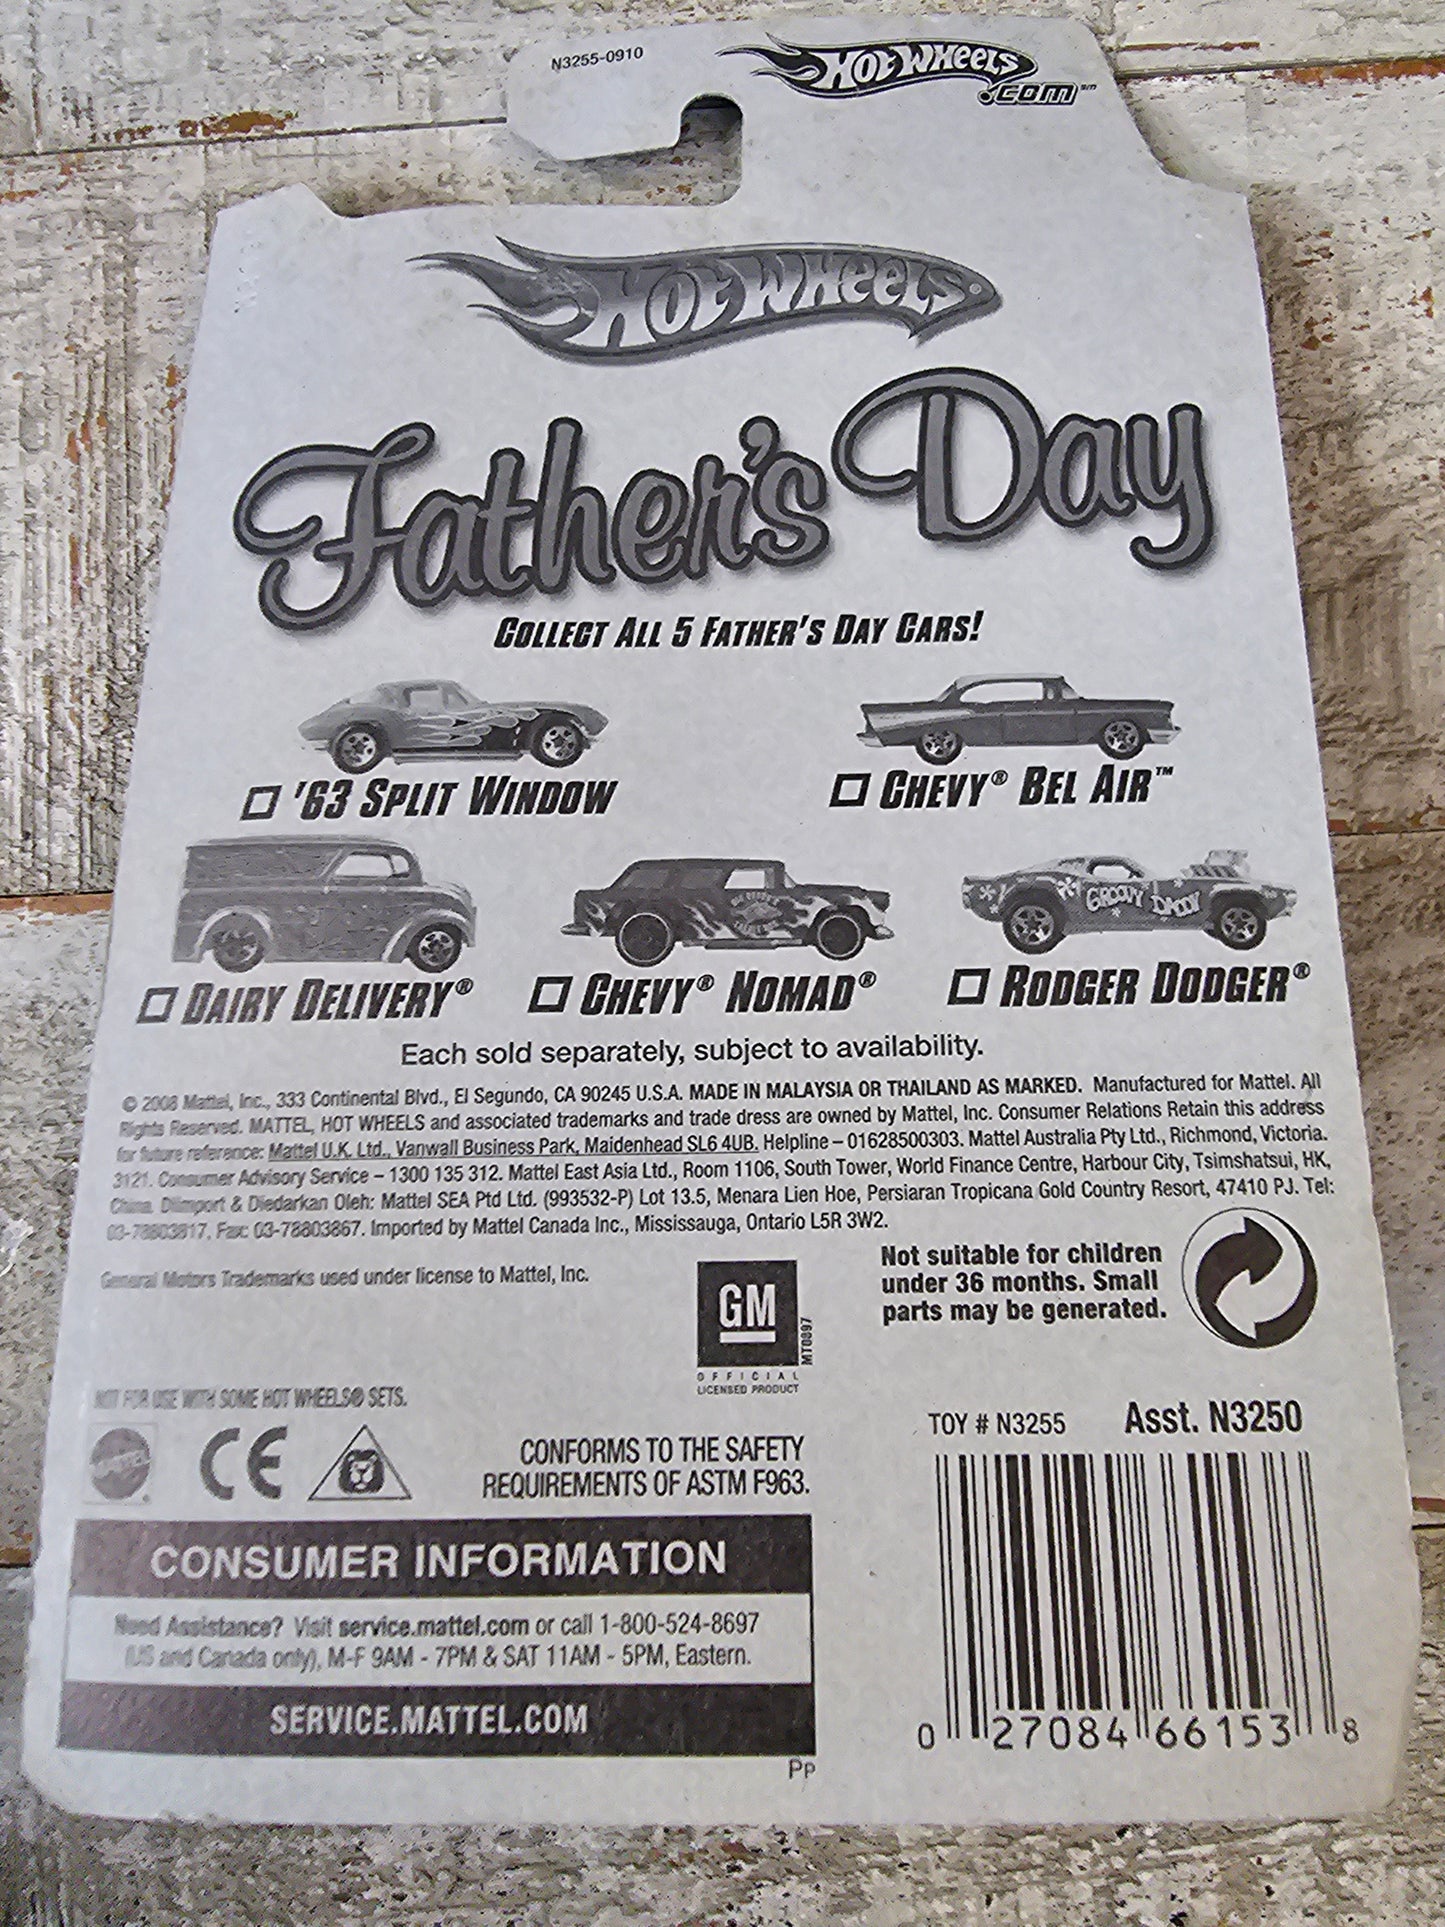 N3255-0910
HOT WHEELS
.COM℠
HOT WHEELS®
Father's Day
COLLECT ALL 5 FATHER'S DAY CARS!
'63 SPLIT WINDOW
CHEVY® BEL AIR™
GROOVY DADDY
DAIRY DELIVERY®
CHEVY® NOMAD®
RODGER DODGER®
Each sold separately, subject to availability.
© 2008 Mattel, Inc., 333 Continental Blvd., El Segundo, CA 90245 U.S.A. MADE IN MALAYSIA OR THAILAND AS MARKED. Manufactured for Mattel. All
Rights Reserved. MATTEL, HOT WHEELS and associated trademarks and trade dress are owned by Mattel, Inc. Consumer Relations Retain this address
for future reference: Mattel U.K. Ltd., Vanwall Business Park, Maidenhead SL6 4UB. Helpline – 01628500303. Mattel Australia Pty Ltd., Richmond, Victoria.
3121. Consumer Advisory Service – 1300 135 312. Mattel East Asia Ltd., Room 1106, South Tower, World Finance Centre, Harbour City, Tsimshatsui, HK,
China. Diimport & Diedarkan Oleh: Mattel SEA Ptd Ltd. (993532-P) Lot 13.5, Menara Lien Hoe, Persiaran Tropicana Gold Country Resort, 47410 PJ. Tel:
03-78803817, Fax: 03-78803867. Imported by Mattel Canada Inc., Mississauga, Ontario L5R 3W2.
General Motors Trademarks used under license to Mattel, Inc.
GM
MT0897
OFFICIAL
LICENSED PRODUCT
Not suitable for children
under 36 months. Small
parts may be generated.
NOT FOR USE WITH SOME HOT WHEELS® SETS.
MATTEL®
CE
CONFORMS TO THE SAFETY
REQUIREMENTS OF ASTM F963.
TOY # N3255 Asst. N3250
CONSUMER INFORMATION
Need Assistance? Visit service.mattel.com or call 1-800-524-8697
(US and Canada only), M-F 9AM - 7PM & SAT 11AM - 5PM, Eastern.
SERVICE.MATTEL.COM
Pp
0 27084 66153 8